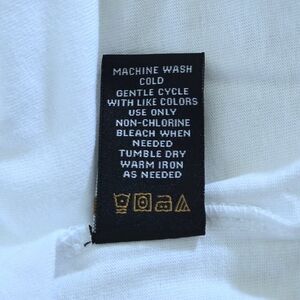 MACHINE WASH
COLD
GENTLE CYCLE
WITH LIKE COLORS
USE ONLY
NON-CHLORINE
BLEACH WHEN
NEEDED
TUMBLE DRY
WARM IRON
AS NEEDED